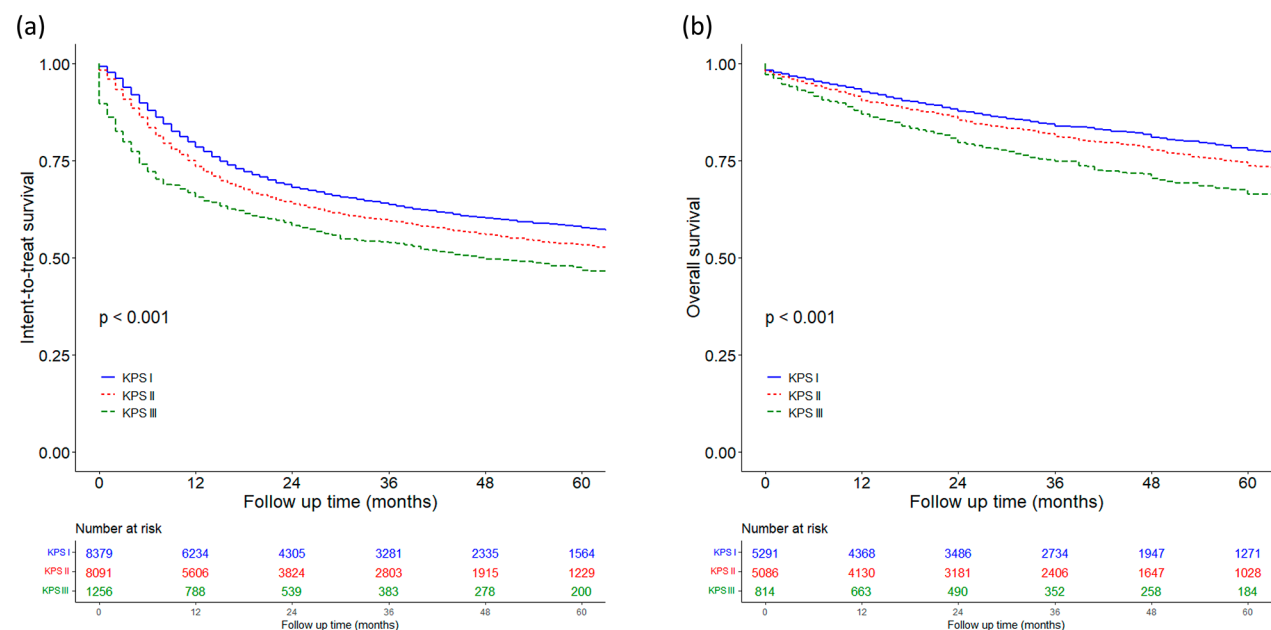 (a)
Intent-to-treat survival
1.00
0.75
0.50
0.25
0.00
p < 0.001
KPS Ⅰ
KPS Ⅱ
KPS Ⅲ
0 12 24 36 48 60
Follow up time (months)
Number at risk
KPS Ⅰ 8379 6234 4305 3281 2335 1564
KPS Ⅱ 8091 5606 3824 2803 1915 1229
KPS Ⅲ 1256 788 539 383 278 200
0 12 24 36 48 60
Follow up time (months)
(b)
Overall survival
1.00
0.75
0.50
0.25
0.00
p < 0.001
KPS Ⅰ
KPS Ⅱ
KPS Ⅲ
0 12 24 36 48 60
Follow up time (months)
Number at risk
KPS Ⅰ 5291 4368 3486 2734 1947 1271
KPS Ⅱ 5086 4130 3181 2406 1647 1028
KPS Ⅲ 814 663 490 352 258 184
0 12 24 36 48 60
Follow up time (months)